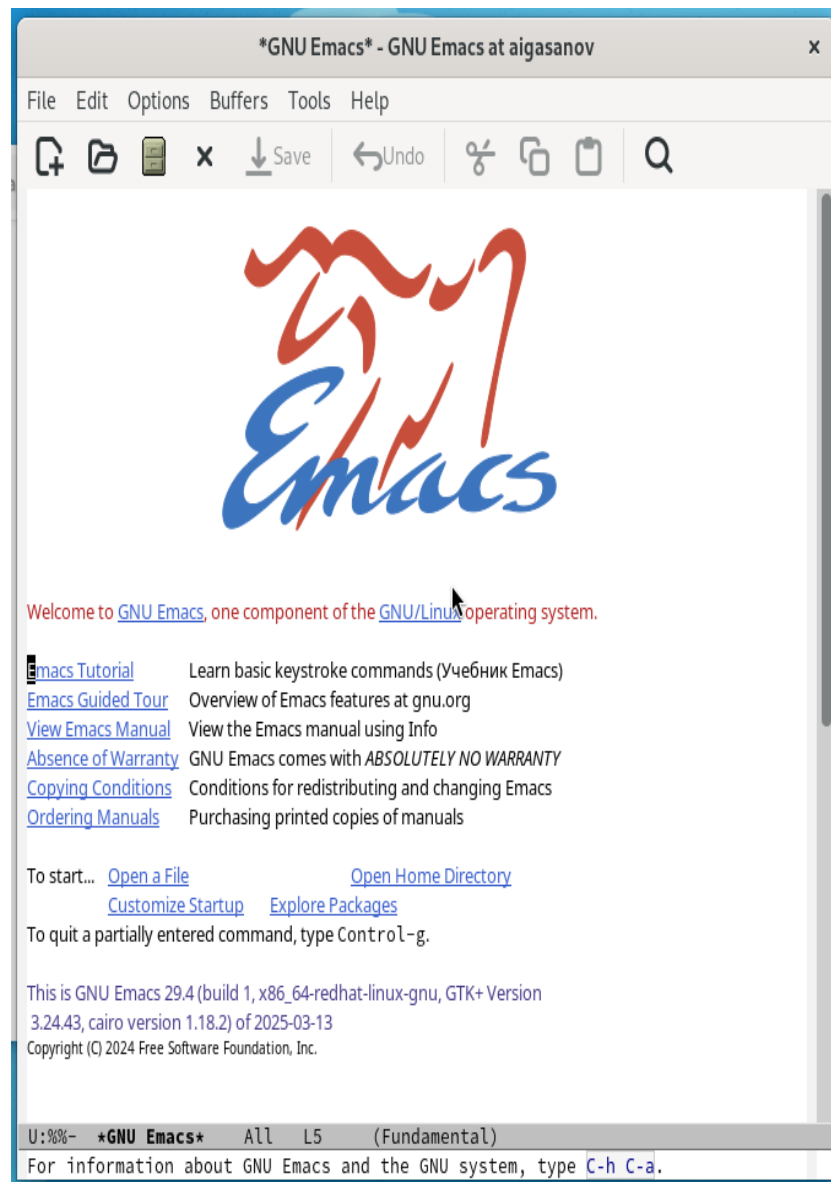 *GNU Emacs* - GNU Emacs at aigasanov x
File Edit Options Buffers Tools Help
Save Undo
Emacs
Welcome to GNU Emacs, one component of the GNU/Linux operating system.
Emacs Tutorial Learn basic keystroke commands (Учебник Emacs)
Emacs Guided Tour Overview of Emacs features at gnu.org
View Emacs Manual View the Emacs manual using Info
Absence of Warranty GNU Emacs comes with ABSOLUTELY NO WARRANTY
Copying Conditions Conditions for redistributing and changing Emacs
Ordering Manuals Purchasing printed copies of manuals
To start... Open a File Open Home Directory
Customize Startup Explore Packages
To quit a partially entered command, type Control-g.
This is GNU Emacs 29.4 (build 1, x86_64-redhat-linux-gnu, GTK+ Version
3.24.43, cairo version 1.18.2) of 2025-03-13
Copyright (C) 2024 Free Software Foundation, Inc.
U:%%- *GNU Emacs* All L5 (Fundamental)
For information about GNU Emacs and the GNU system, type C-h C-a.